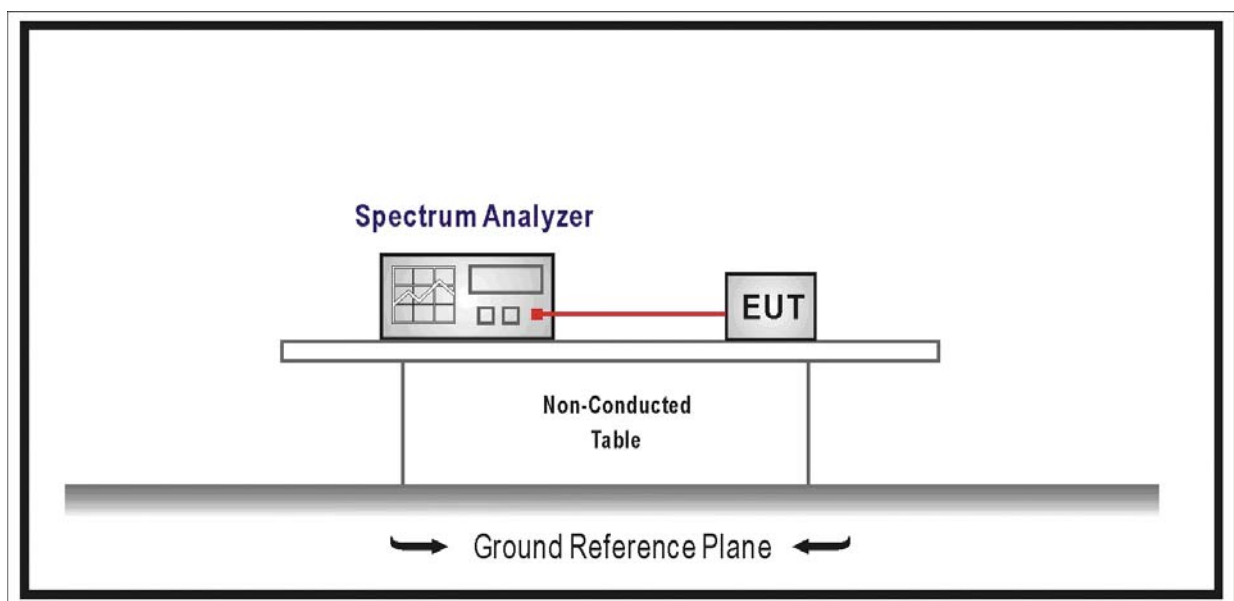 Spectrum Analyzer
EUT
Non-Conducted
Table
Ground Reference Plane